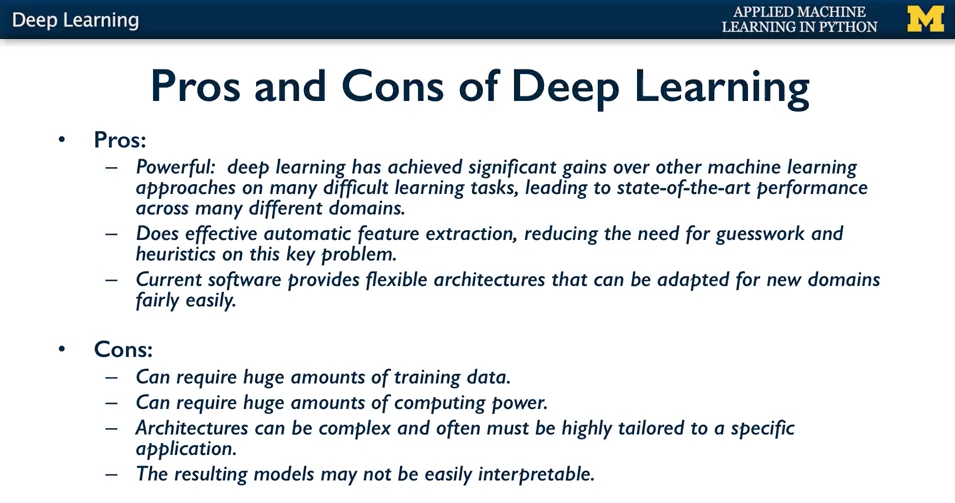 Deep Learning
APPLIED MACHINE
LEARNING IN PYTHON
M
Pros and Cons of Deep Learning
• Pros:
– Powerful: deep learning has achieved significant gains over other machine learning
approaches on many difficult learning tasks, leading to state-of-the-art performance
across many different domains.
– Does effective automatic feature extraction, reducing the need for guesswork and
heuristics on this key problem.
– Current software provides flexible architectures that can be adapted for new domains
fairly easily.
• Cons:
– Can require huge amounts of training data.
– Can require huge amounts of computing power.
– Architectures can be complex and often must be highly tailored to a specific
application.
– The resulting models may not be easily interpretable.